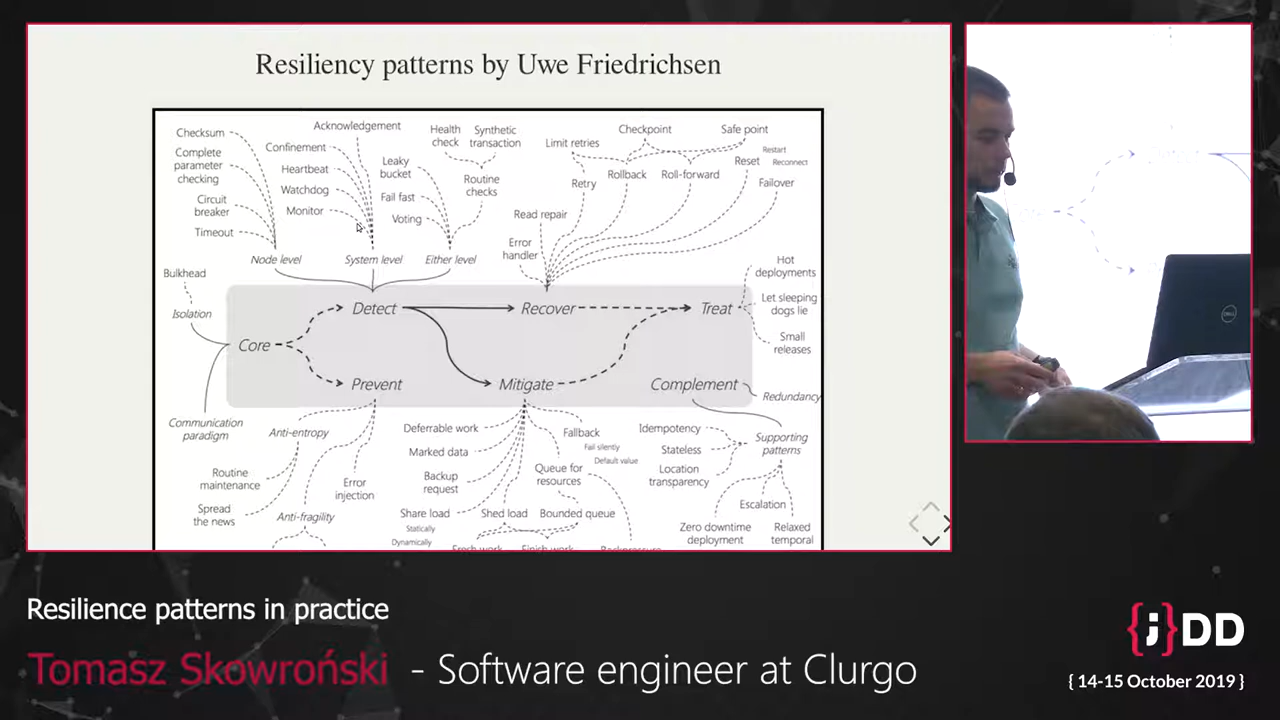 Resiliency patterns by Uwe Friedrichsen
Checksum
Complete
parameter
checking
Circuit
breaker
Timeout
Acknowledgement
Confinement
Heartbeat
Watchdog
Monitor
Health
check
Synthetic
transaction
Leaky
bucket
Fail fast
Voting
Routine
checks
Limit retries
Checkpoint
Safe point
Retry
Rollback
Roll-forward
Reset
Restart
Reconnect
Failover
Read repair
Error
handler
Node level
System level
Either level
Bulkhead
Isolation
Hot
deployments
Let sleeping
dogs lie
Small
releases
Core
Detect
Recover
Treat
Prevent
Mitigate
Complement
Redundancy
Communication
paradigm
Anti-entropy
Routine
maintenance
Spread
the news
Error
injection
Anti-fragility
Deferrable work
Marked data
Backup
request
Share load
Statically
Dynamically
Fallback
Fail silently
Default value
Queue for
resources
Shed load
Bounded queue
Fresh work
Finish work
Backpressure
Idempotency
Stateless
Location
transparency
Supporting
patterns
Escalation
Zero downtime
deployment
Relaxed
temporal
DELL
Resilience patterns in practice
Tomasz Skowroński - Software engineer at Clurgo
{;}DD
{ 14-15 October 2019 }